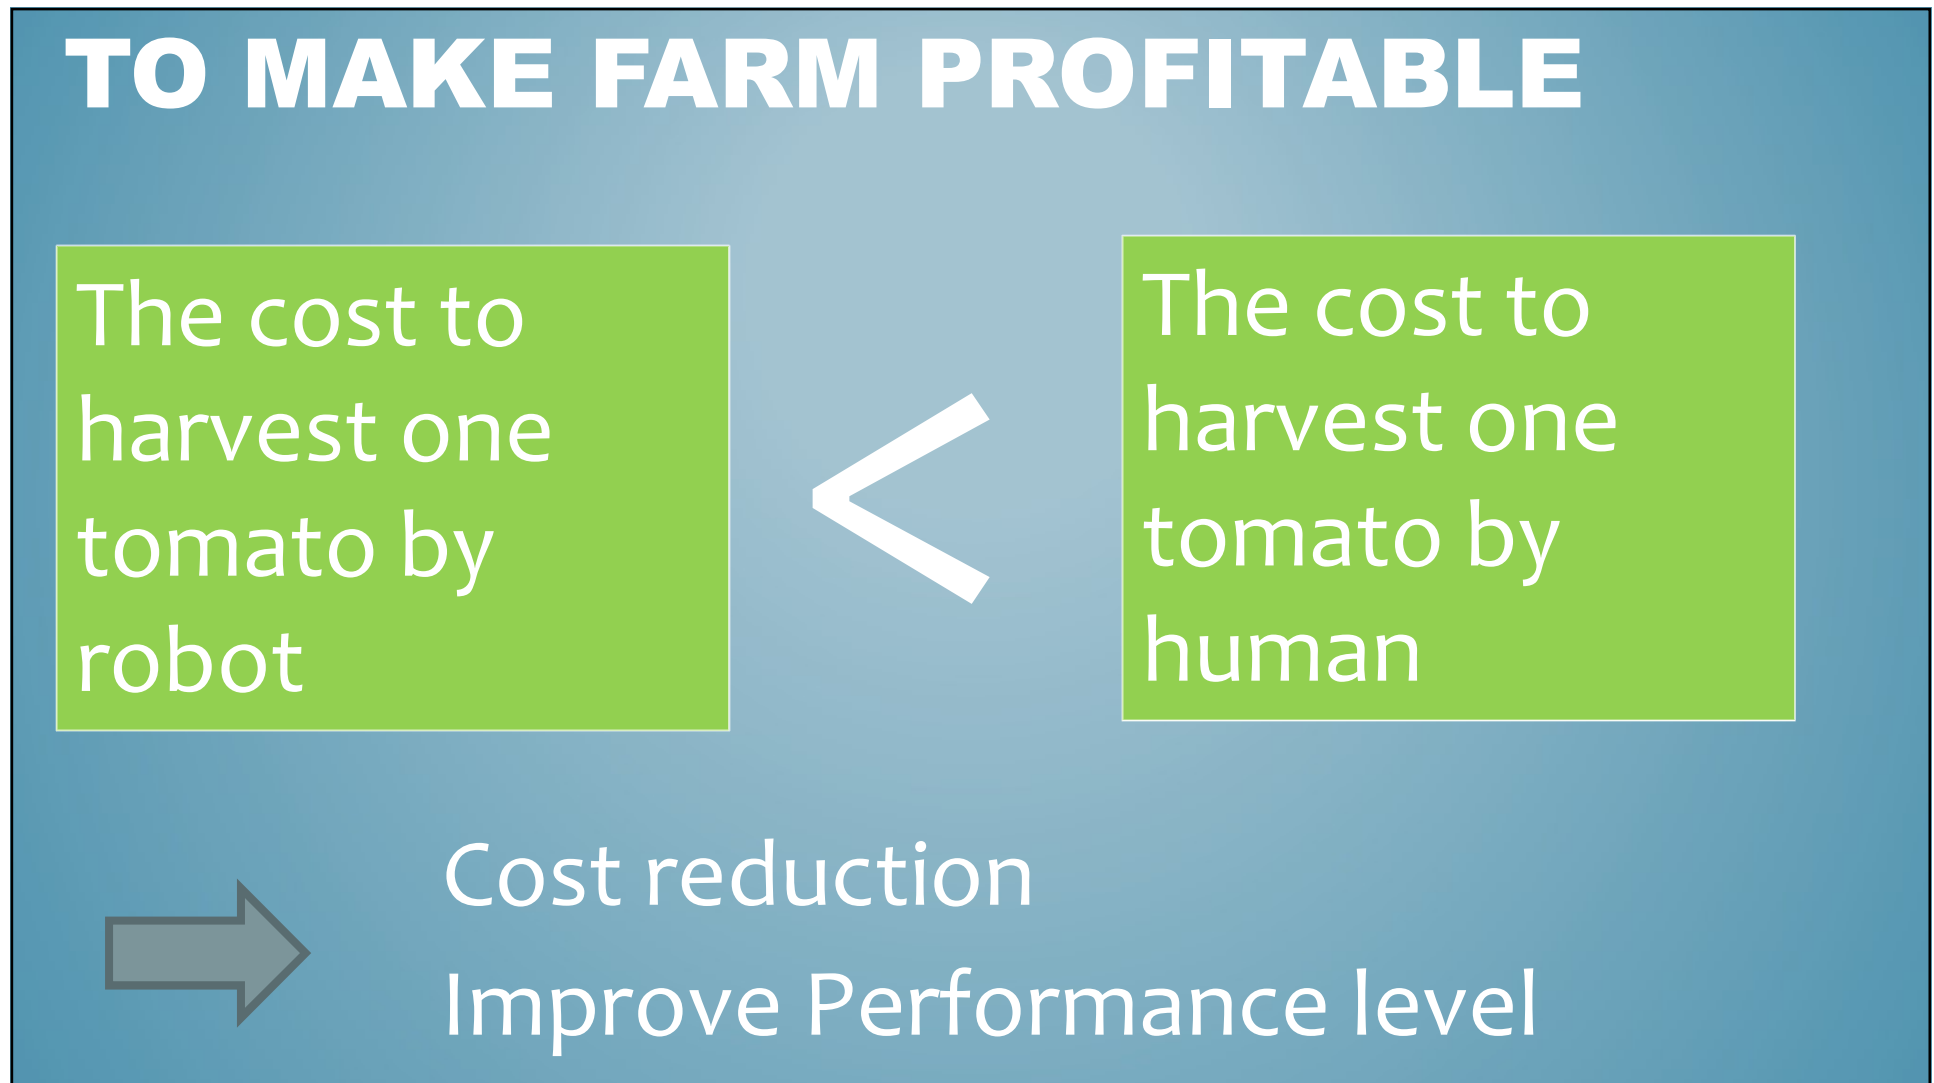 TO MAKE FARM PROFITABLE
The cost to
harvest one
tomato by
robot
<
The cost to
harvest one
tomato by
human
Cost reduction
Improve Performance level